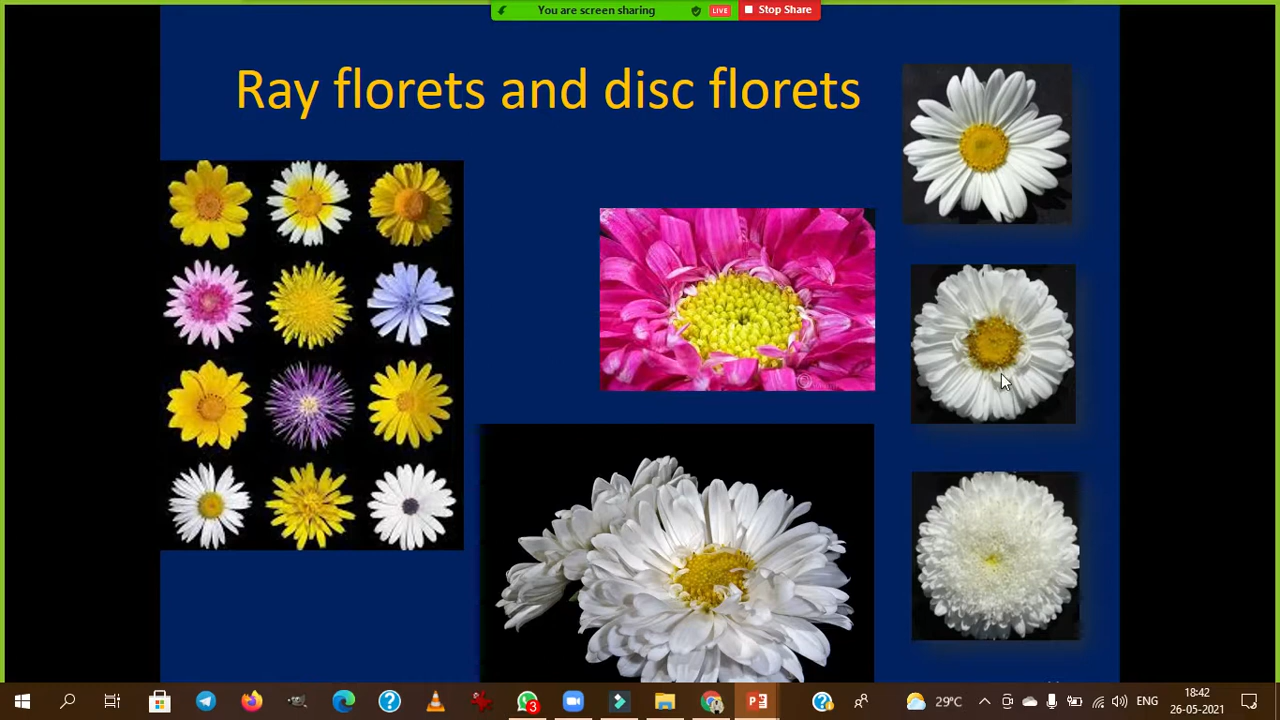 You are screen sharing
LIVE
Stop Share
Ray florets and disc florets
3
29°C
ENG
18:42
26-05-2021